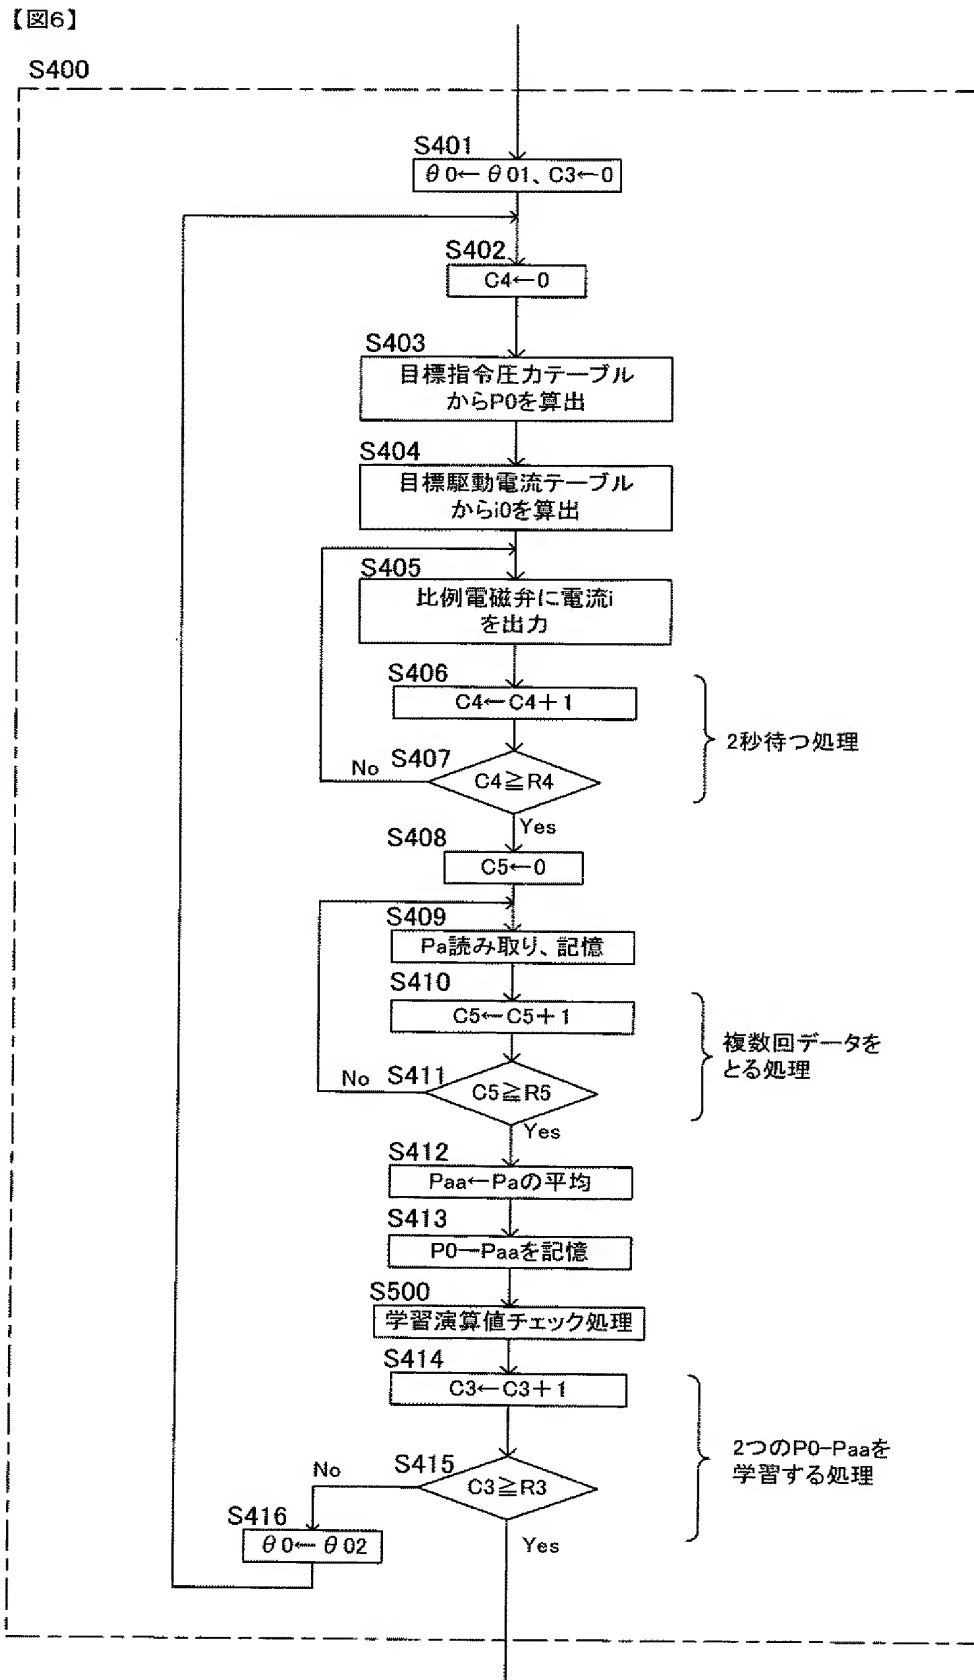 【図6】
S400
S401
θ0←θ01、C3←0
S402
C4←0
S403
目標指令圧力テーブル
からP0を算出
S404
目標駆動電流テーブル
からi0を算出
S405
比例電磁弁に電流i
を出力
S406
C4←C4+1
2秒待つ処理
S407
No
C4≧R4
Yes
S408
C5←0
S409
Pa読み取り、記憶
S410
C5←C5+1
複数回データを
とる処理
S411
No
C5≧R5
Yes
S412
Paa←Paの平均
S413
P0―Paaを記憶
S500
学習演算値チェック処理
S414
C3←C3+1
2つのP0-Paaを
学習する処理
S415
No
C3≧R3
Yes
S416
θ0←θ02